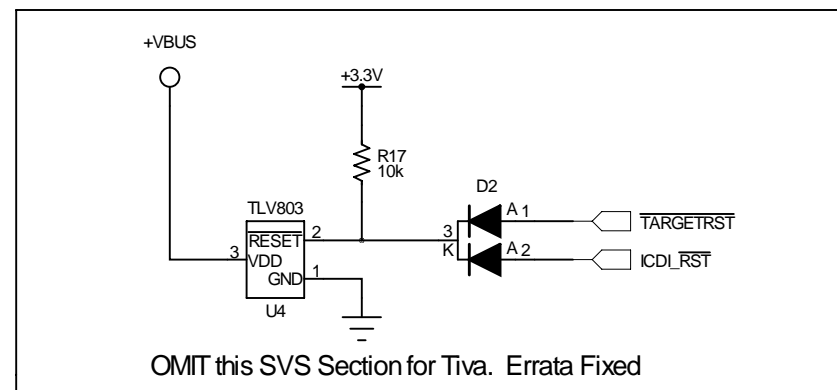 +VBUS
+3.3V
R17
10k
TLV803
D2
RESET
2
3
VDD
GND
1
U4
3
K
A 1
A 2
TARGETRST
ICDI_RST
OMIT this SVS Section for Tiva. Errata Fixed